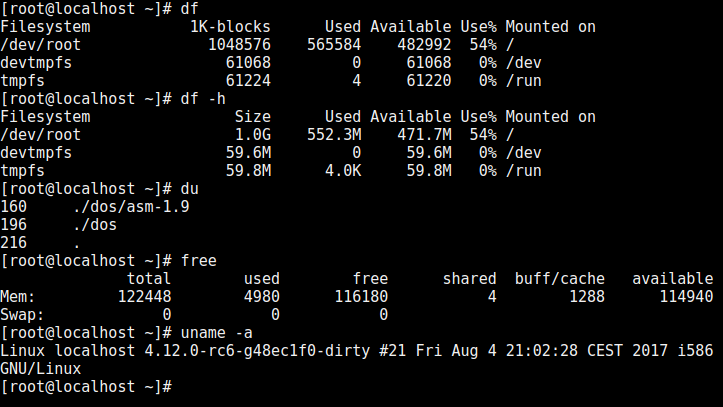 [root@localhost ~]# df
Filesystem           1K-blocks      Used Available Use% Mounted on
/dev/root              1048576    565584    482992  54% /
devtmpfs                 61068         0     61068   0% /dev
tmpfs                    61224         4     61220   0% /run
[root@localhost ~]# df -h
Filesystem                Size      Used Available Use% Mounted on
/dev/root                 1.0G    552.3M    471.7M  54% /
devtmpfs                 59.6M         0     59.6M   0% /dev
tmpfs                    59.8M      4.0K     59.8M   0% /run
[root@localhost ~]# du
160     ./dos/asm-1.9
196     ./dos
216     .
[root@localhost ~]# free
              total        used        free      shared  buff/cache   available
Mem:         122448        4980      116180           4        1288      114940
Swap:             0           0           0
[root@localhost ~]# uname -a
Linux localhost 4.12.0-rc6-g48ec1f0-dirty #21 Fri Aug 4 21:02:28 CEST 2017 i586
GNU/Linux
[root@localhost ~]#